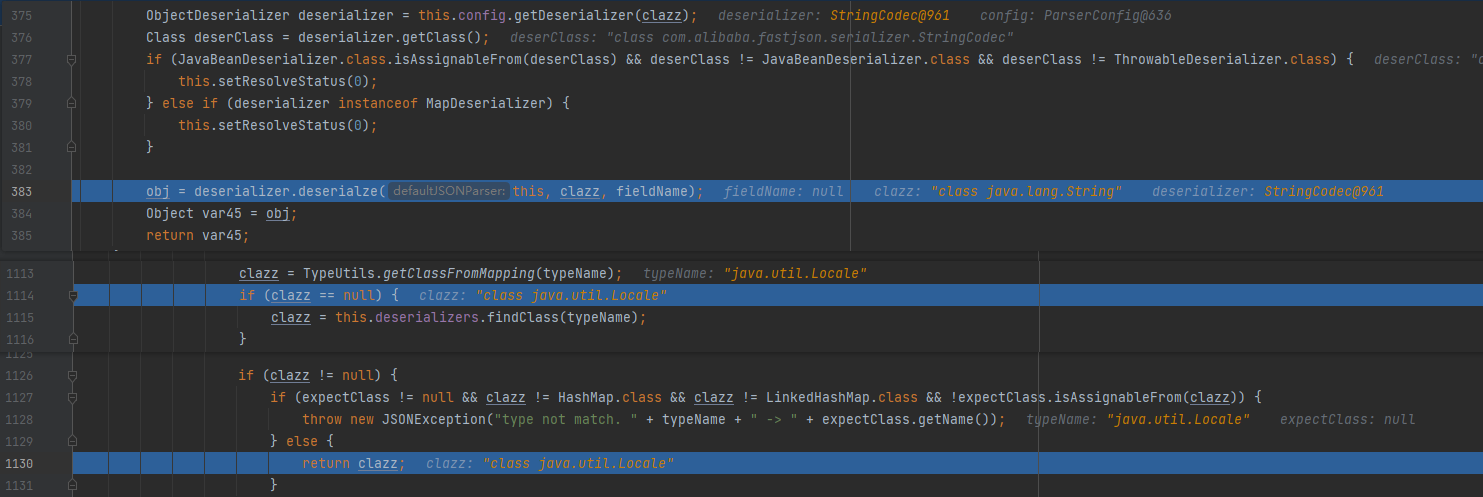 375 ObjectDeserializer deserializer = this.config.getDeserializer(clazz); deserializer: StringCodec@961 config: ParserConfig@636
376 Class deserClass = deserializer.getClass(); deserClass: "class com.alibaba.fastjson.serializer.StringCodec"
377 if (JavaBeanDeserializer.class.isAssignableFrom(deserClass) && deserClass != JavaBeanDeserializer.class && deserClass != ThrowableDeserializer.class) { deserClass: "c
378 this.setResolveStatus(0);
379 } else if (deserializer instanceof MapDeserializer) {
380 this.setResolveStatus(0);
381 }
382
383 obj = deserializer.deserialze( defaultJSONParser: this, clazz, fieldName); fieldName: null clazz: "class java.lang.String" deserializer: StringCodec@961
384 Object var45 = obj;
385 return var45;
1113 clazz = TypeUtils.getClassFromMapping(typeName); typeName: "java.util.Locale"
1114 if (clazz == null) { clazz: "class java.util.Locale"
1115 clazz = this.deserializers.findClass(typeName);
1116 }
1125
1126 if (clazz != null) {
1127 if (expectClass != null && clazz != HashMap.class && clazz != LinkedHashMap.class && !expectClass.isAssignableFrom(clazz)) {
1128 throw new JSONException("type not match. " + typeName + " -> " + expectClass.getName()); typeName: "java.util.Locale" expectClass: null
1129 } else {
1130 return clazz; clazz: "class java.util.Locale"
1131 }